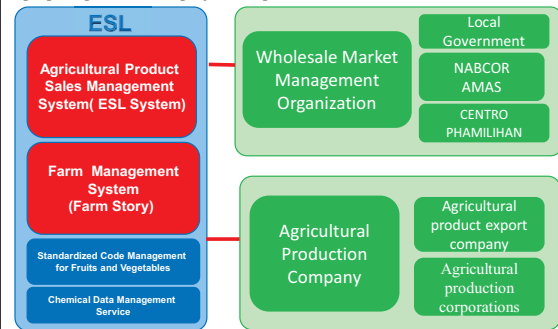 ESL
Agricultural Product
Sales Management
System( ESL System)
Farm Management
System
(Farm Story)
Standardized Code Management
for Fruits and Vegetables
Chemical Data Management
Service
Wholesale Market
Management
Organization
Local
Government
NABCOR
AMAS
CENTRO
PHAMILIHAN
Agricultural
Production
Company
Agricultural
product export
company
Agricultural
production
corporations